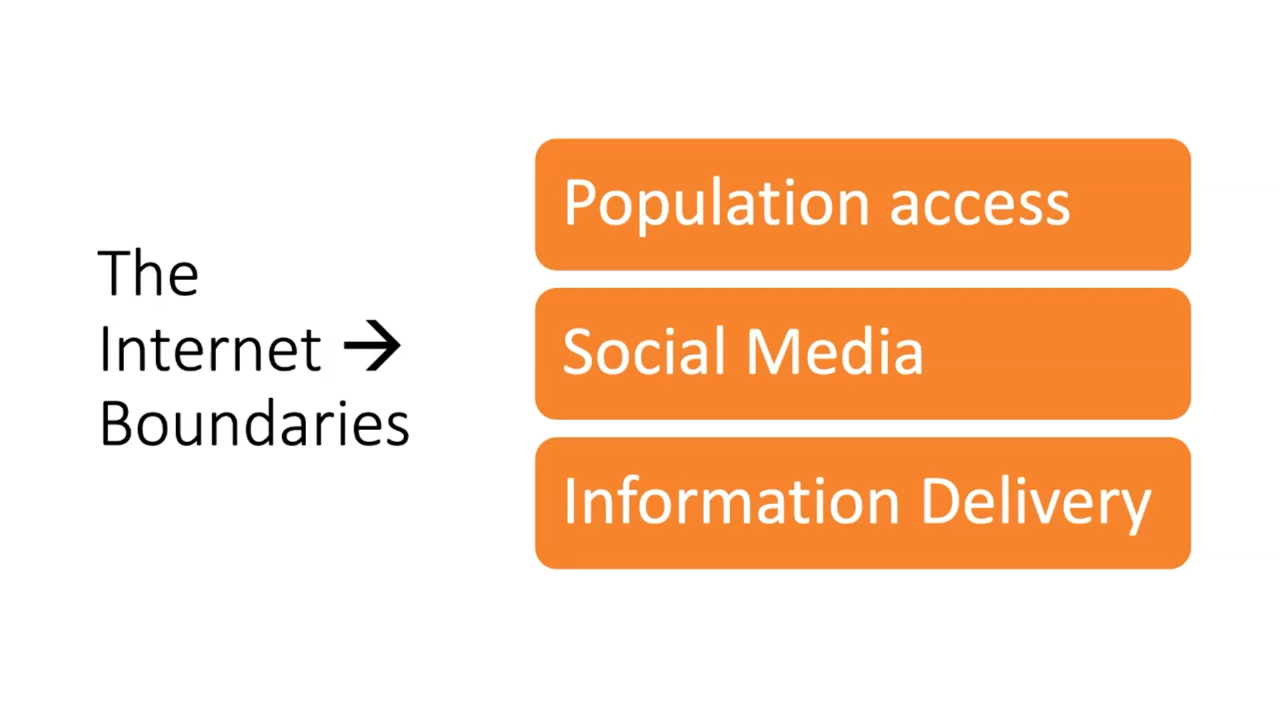 The
Internet →
Boundaries
Population access
Social Media
Information Delivery